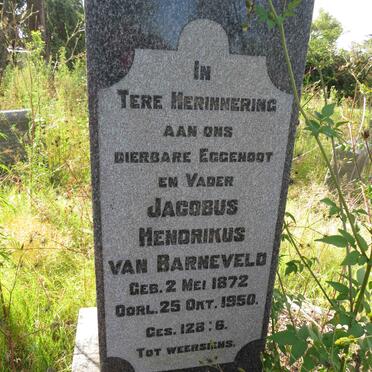 IN
TERE HERINNERING
AAN ONS
DIERBARE EGGENOOT
EN VADER
JACOBUS
HENDRIKUS
VAN BARNEVELD
GEB. 2 MEI 1872
OORL. 25 OKT. 1950.
GES. 128 : 6.
TOT WEERSIENS.